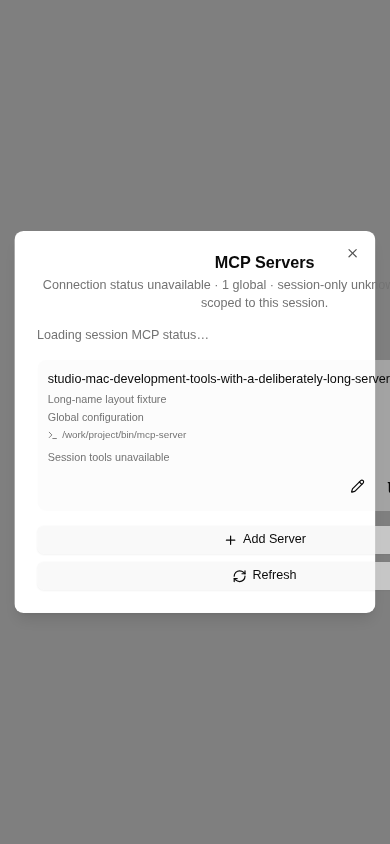 MCP Servers
Connection status unavailable · 1 global · session-only
scoped to this session.
Loading session MCP status…
studio-mac-development-tools-with-a-deliberately-long-server
Long-name layout fixture
Global configuration
/work/project/bin/mcp-server
Session tools unavailable
Add Server
Refresh